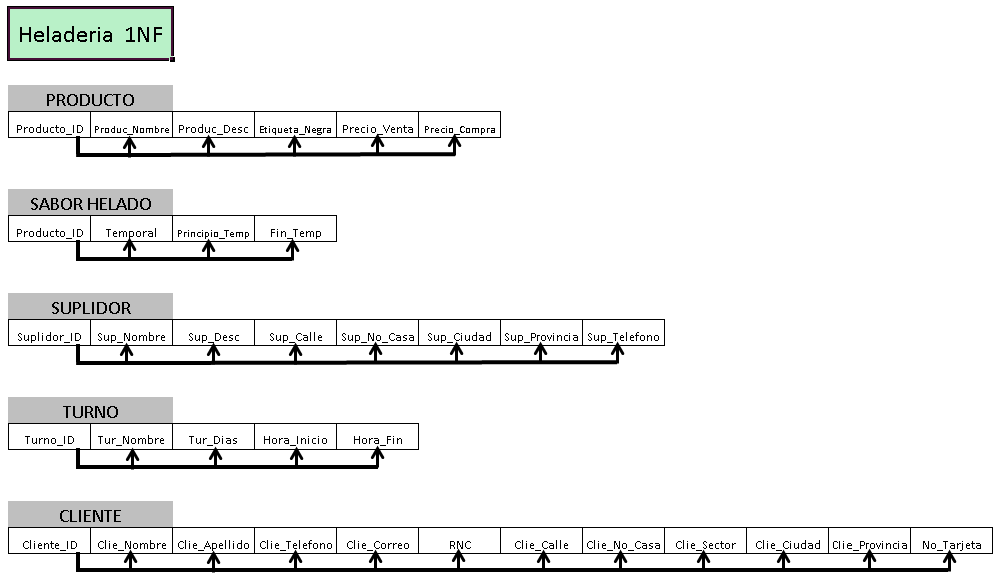 Heladeria 1NF
PRODUCTO
Producto_ID Produc_Nombre Produc_Desc Etiqueta_Negra Precio_Venta Precio_Compra
SABOR HELADO
Producto_ID Temporal Principio_Temp Fin_Temp
SUPLIDOR
Suplidor_ID Sup_Nombre Sup_Desc Sup_Calle Sup_No_Casa Sup_Ciudad Sup_Provincia Sup_Telefono
TURNO
Turno_ID Tur_Nombre Tur_Dias Hora_Inicio Hora_Fin
CLIENTE
Cliente_ID Clie_Nombre Clie_Apellido Clie_Telefono Clie_Correo RNC Clie_Calle Clie_No_Casa Clie_Sector Clie_Ciudad Clie_Provincia No_Tarjeta